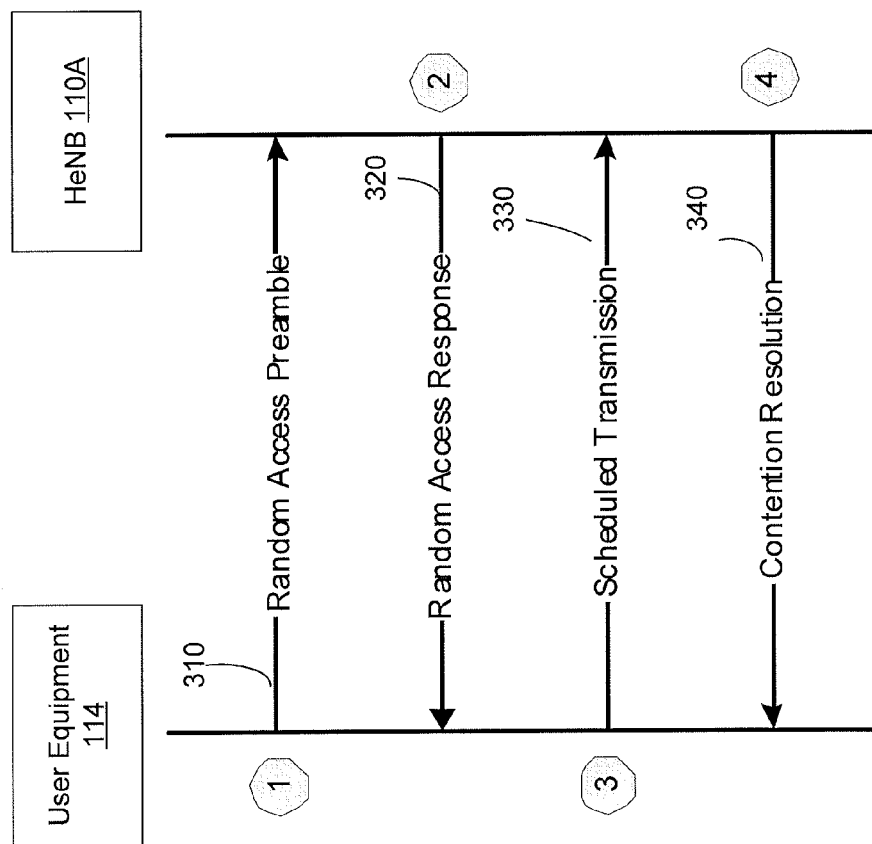 User Equipment
114
HeNB 110A
1
310
Random Access Preamble
2
320
Random Access Response
3
330
Scheduled Transmission
4
340
Contention Resolution